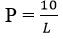 P = 10/L